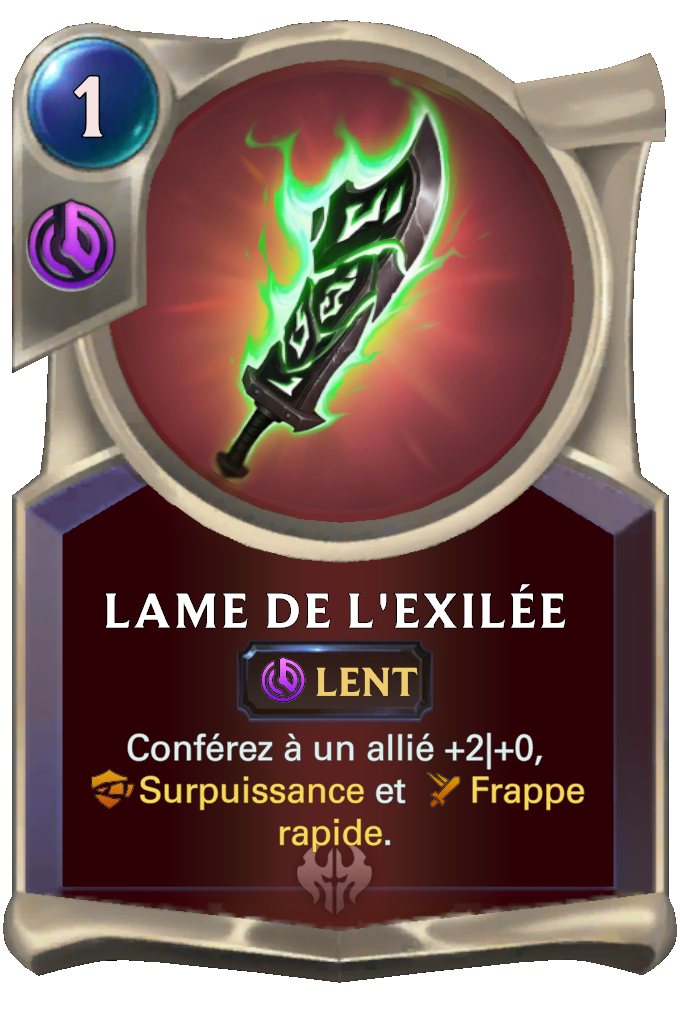 1
LAME DE L'EXILÉE
LENT
Conférez à un allié +2|+0,
Surpuissance et Frappe
rapide.